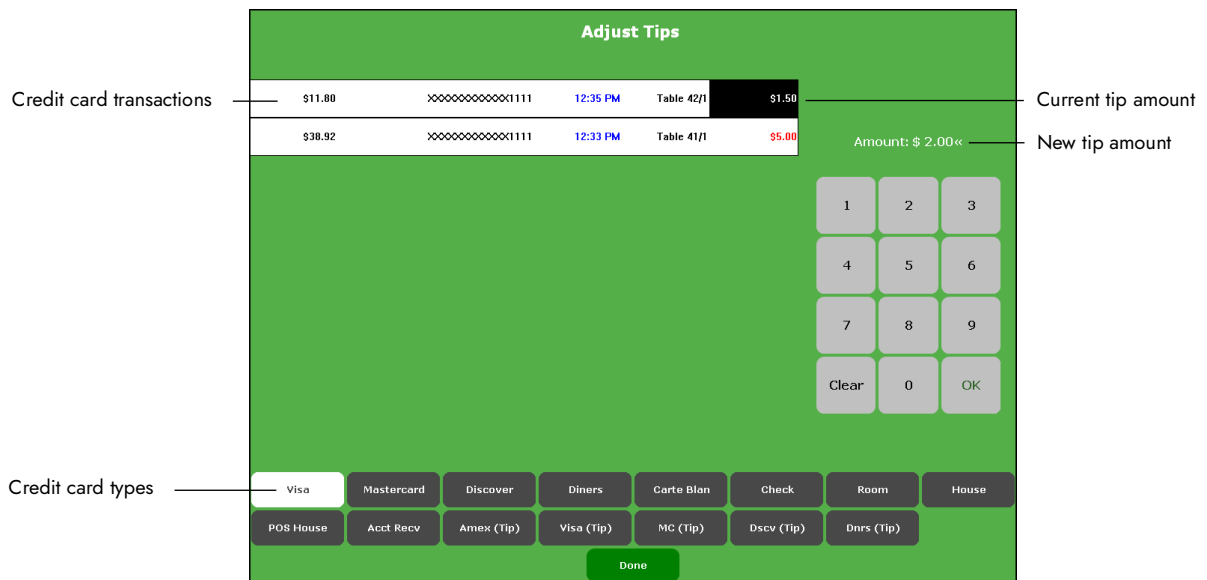 Adjust Tips
Credit card transactions
$11.80 XXXXXXXXXXXX1111 12:35 PM Table 42/1 $1.50
Current tip amount
$38.92 XXXXXXXXXXXX1111 12:33 PM Table 41/1 $5.00
Amount: $ 2.00«
New tip amount
1 2 3
4 5 6
7 8 9
Clear 0 OK
Credit card types
Visa Mastercard Discover Diners Carte Blan Check Room House
POS House Acct Recv Amex (Tip) Visa (Tip) MC (Tip) Dscv (Tip) Dnrs (Tip)
Done